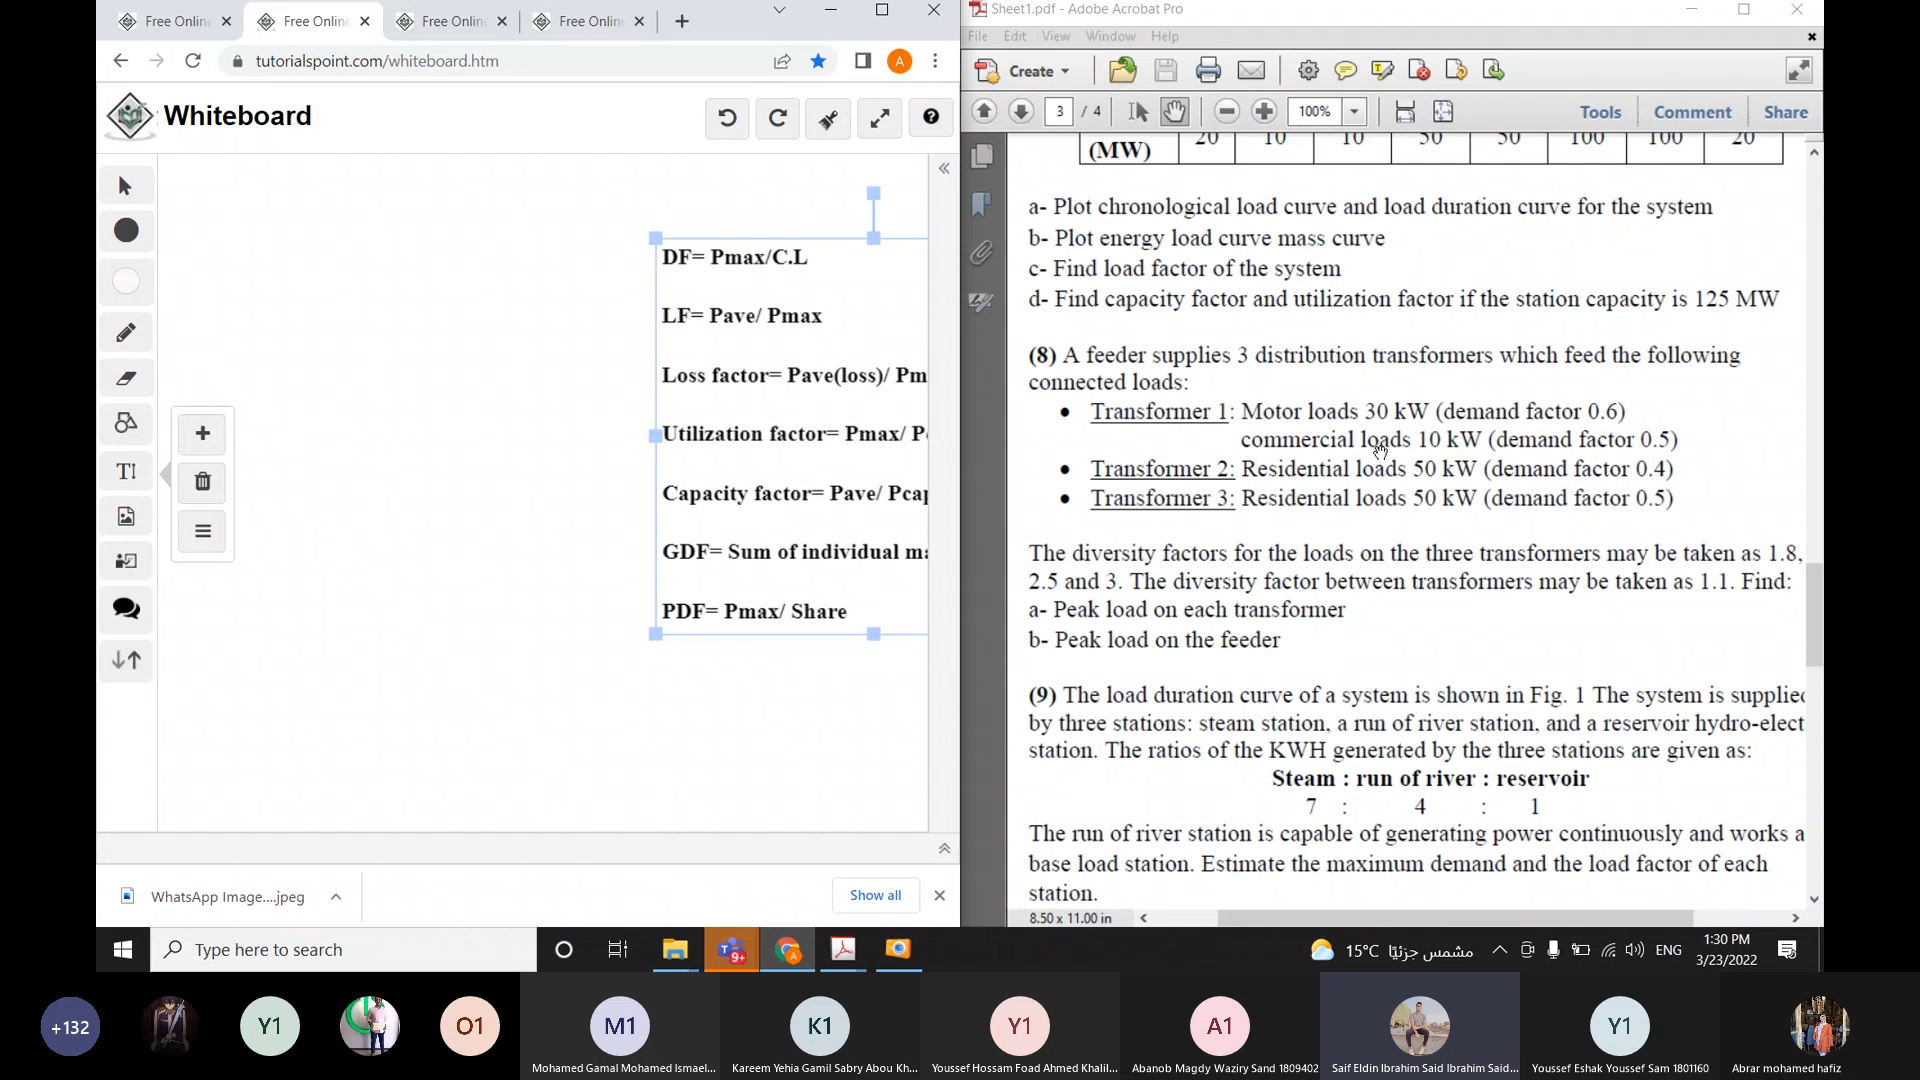 Free Onlin
Free Onlin
Free Onlin
Free Onlin
tutorialspoint.com/whiteboard.htm
A
Whiteboard
DF= Pmax/C.L
LF= Pave/ Pmax
Loss factor= Pave(loss)/ Pm
Utilization factor= Pmax/ P
Capacity factor= Pave/ Pcap
GDF= Sum of individual ma
PDF= Pmax/ Share
WhatsApp Image....jpeg
Show all
Sheet1.pdf - Adobe Acrobat Pro
File Edit View Window Help
Create
3 / 4
100%
Tools Comment Share
(MW) 20 10 10 50 50 100 100 20
a- Plot chronological load curve and load duration curve for the system
b- Plot energy load curve mass curve
c- Find load factor of the system
d- Find capacity factor and utilization factor if the station capacity is 125 MW
(8) A feeder supplies 3 distribution transformers which feed the following
connected loads:
• Transformer 1: Motor loads 30 kW (demand factor 0.6)
commercial loads 10 kW (demand factor 0.5)
• Transformer 2: Residential loads 50 kW (demand factor 0.4)
• Transformer 3: Residential loads 50 kW (demand factor 0.5)
The diversity factors for the loads on the three transformers may be taken as 1.8,
2.5 and 3. The diversity factor between transformers may be taken as 1.1. Find:
a- Peak load on each transformer
b- Peak load on the feeder
(9) The load duration curve of a system is shown in Fig. 1 The system is supplied
by three stations: steam station, a run of river station, and a reservoir hydro-elect
station. The ratios of the KWH generated by the three stations are given as:
Steam : run of river : reservoir
7 : 4 : 1
The run of river station is capable of generating power continuously and works a
base load station. Estimate the maximum demand and the load factor of each
station.
8.50 x 11.00 in
Type here to search
9+
15°C مشمس جزئيًا
ENG
1:30 PM
3/23/2022
+132
Y1
O1
M1
K1
Y1
A1
Y1
Mohamed Gamal Mohamed Ismael...
Kareem Yehia Gamil Sabry Abou Kh...
Youssef Hossam Foad Ahmed Khalil...
Abanob Magdy Waziry Sand 1809402
Saif Eldin Ibrahim Said Ibrahim Said...
Youssef Eshak Youssef Sam 1801160
Abrar mohamed hafiz